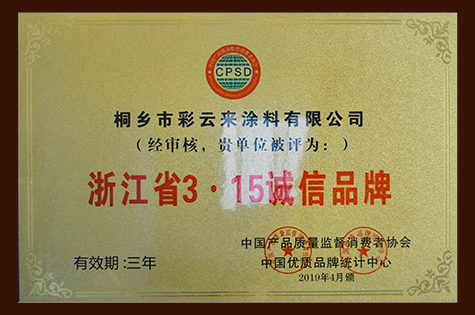 CPSD
桐乡市彩云来涂料有限公司
（经审核，贵单位被评为：）
浙江省3·15诚信品牌
中国产品质量监督消费者协会
有效期:三年
中国优质品牌统计中心
2019年4月颁